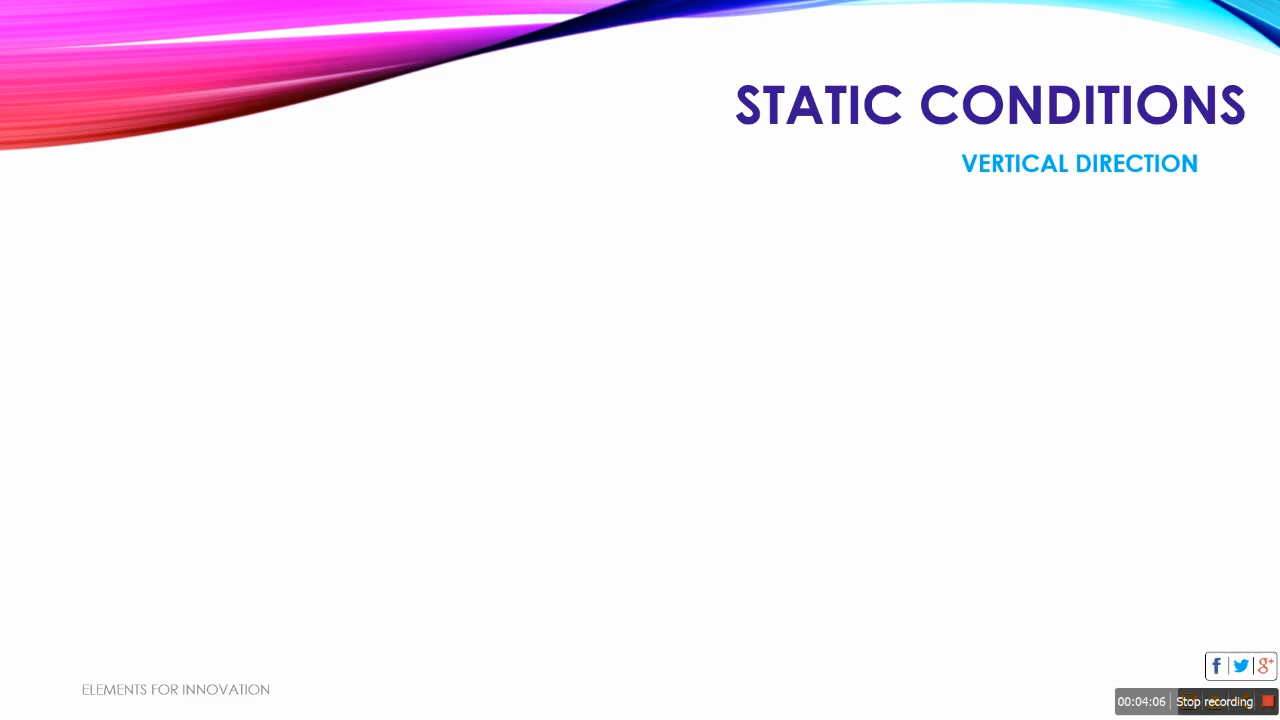 STATIC CONDITIONS
VERTICAL DIRECTION
f
g+
ELEMENTS FOR INNOVATION
00:04:06
Stop recording